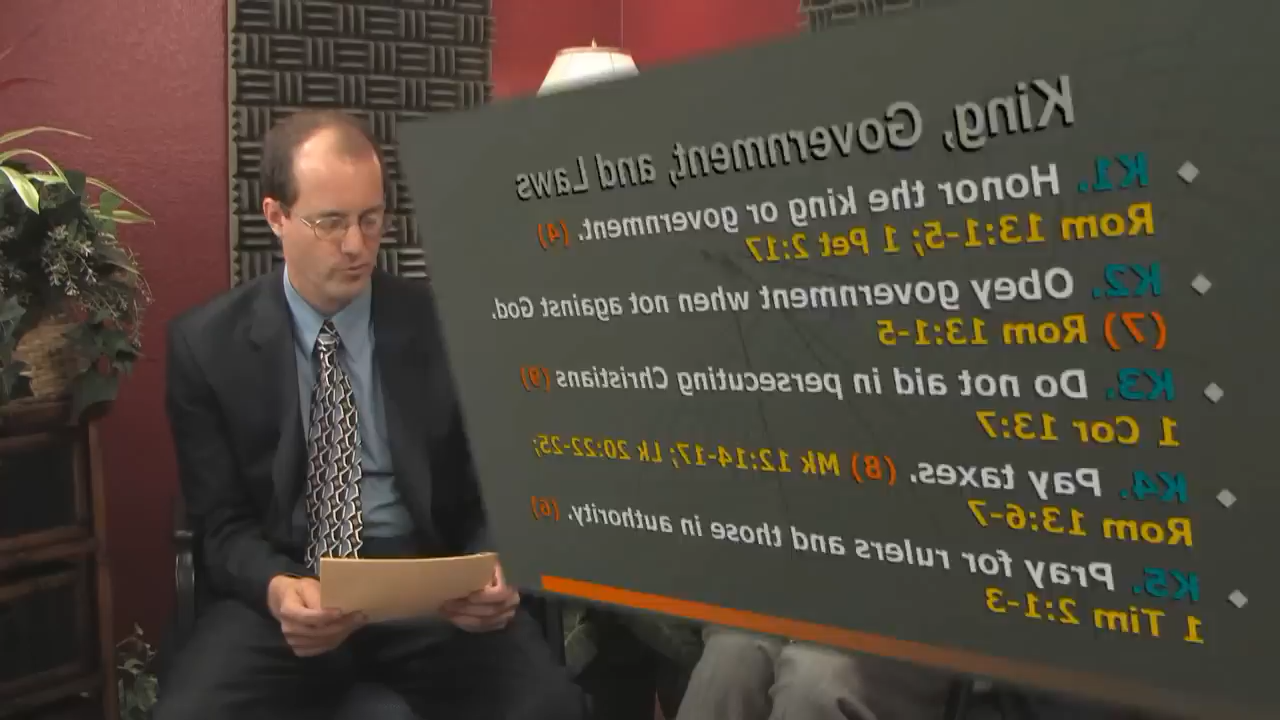 King, Government, and Laws
K1. Honor the king or government. (4)
Rom 13:1-5; 1 Pet 2:17
K2. Obey government when not against God.
(7) Rom 13:1-5
K3. Do not aid in persecuting Christians (9)
1 Cor 13:7
K4. Pay taxes. (8) Mk 12:14-17; Lk 20:22-25;
Rom 13:6-7
K5. Pray for rulers and those in authority. (6)
1 Tim 2:1-3